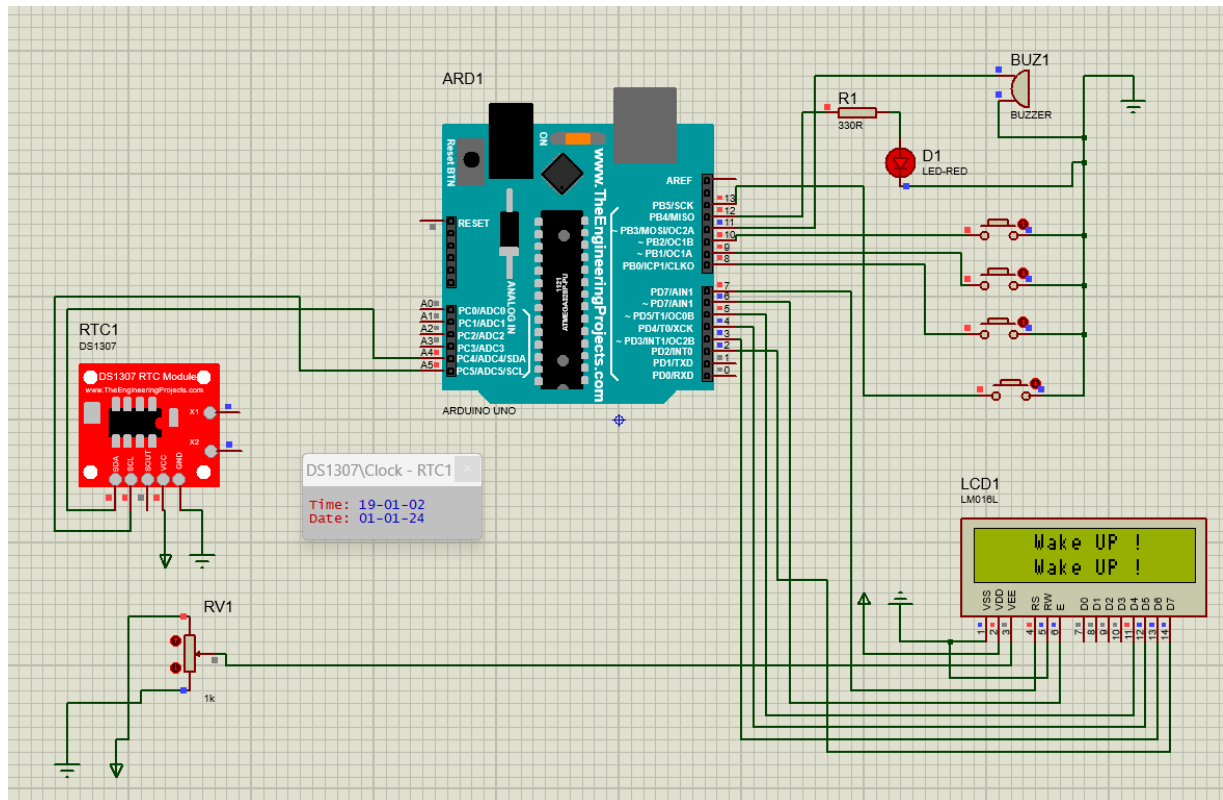 ARD1
BUZ1
BUZZER
R1
330R
D1
LED-RED
Reset BTN
ON
www.TheEngineeringProjects.com
ANALOG IN
1121
RESET
AREF
PB5/SCK
PB4/MISO
~ PB3/MOSI/OC2A
~ PB2/OC1B
~ PB1/OC1A
PB0/ICP1/CLKO
13
12
11
10
9
8
PD7/AIN1
~ PD7/AIN1
~ PD5/T1/OC0B
PD4/T0/XCK
~ PD3/INT1/OC2B
PD2/INT0
PD1/TXD
PD0/RXD
7
6
5
4
3
2
1
0
A0
A1
A2
A3
A4
A5
PC0/ADC0
PC1/ADC1
PC2/ADC2
PC3/ADC3
PC4/ADC4/SDA
PC5/ADC5/SCL
ARDUINO UNO
RTC1
DS1307
DS1307 RTC Module
www.TheEngineeringProjects.com
X1
X2
SDA
SCL
SOUT
VCC
GND
DS1307\Clock - RTC1
Time: 19-01-02
Date: 01-01-24
RV1
1k
LCD1
LM016L
Wake UP !
Wake UP !
VSS
VDD
VEE
RS
RW
E
D0
D1
D2
D3
D4
D5
D6
D7
1
2
3
4
5
6
7
8
9
10
11
12
13
14